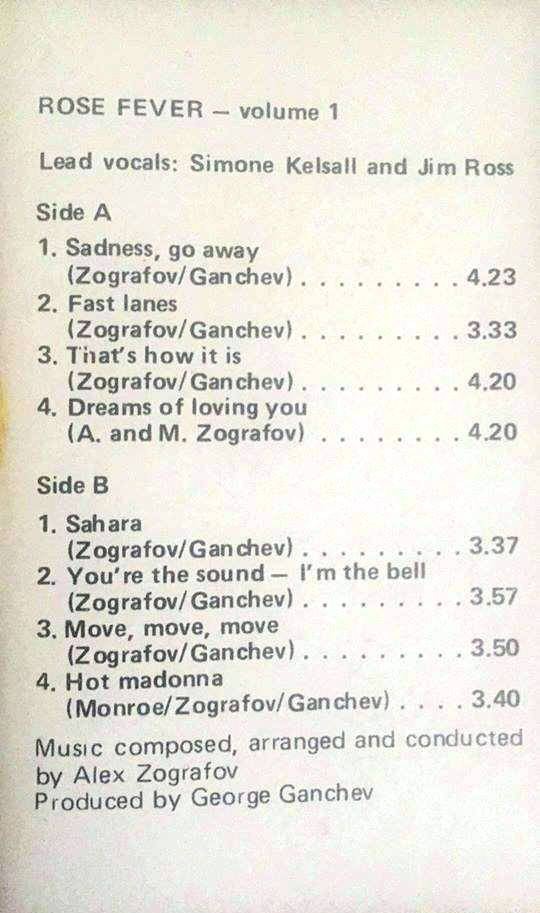 ROSE FEVER – volume 1
Lead vocals: Simone Kelsall and Jim Ross
Side A
1. Sadness, go away
(Zografov/Ganchev) . . . . . . . . . 4.23
2. Fast lanes
(Zografov/Ganchev) . . . . . . . . . 3.33
3. That's how it is
(Zografov/Ganchev) . . . . . . . . . 4.20
4. Dreams of loving you
(A. and M. Zografov) . . . . . . . . 4.20
Side B
1. Sahara
(Zografov/Ganchev) . . . . . . . . . 3.37
2. You're the sound – I'm the bell
(Zografov/Ganchev) . . . . . . . . . 3.57
3. Move, move, move
(Zografov/Ganchev) . . . . . . . . . 3.50
4. Hot madonna
(Monroe/Zografov/Ganchev) . . . . 3.40
Music composed, arranged and conducted
by Alex Zografov
Produced by George Ganchev